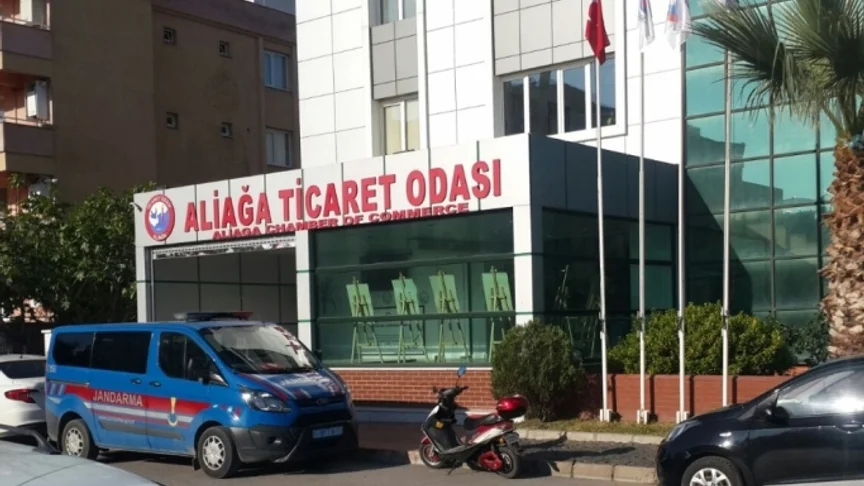 ALİAĞA TİCARET ODASI
ALIAGA CHAMBER OF COMMERCE
JANDARMA